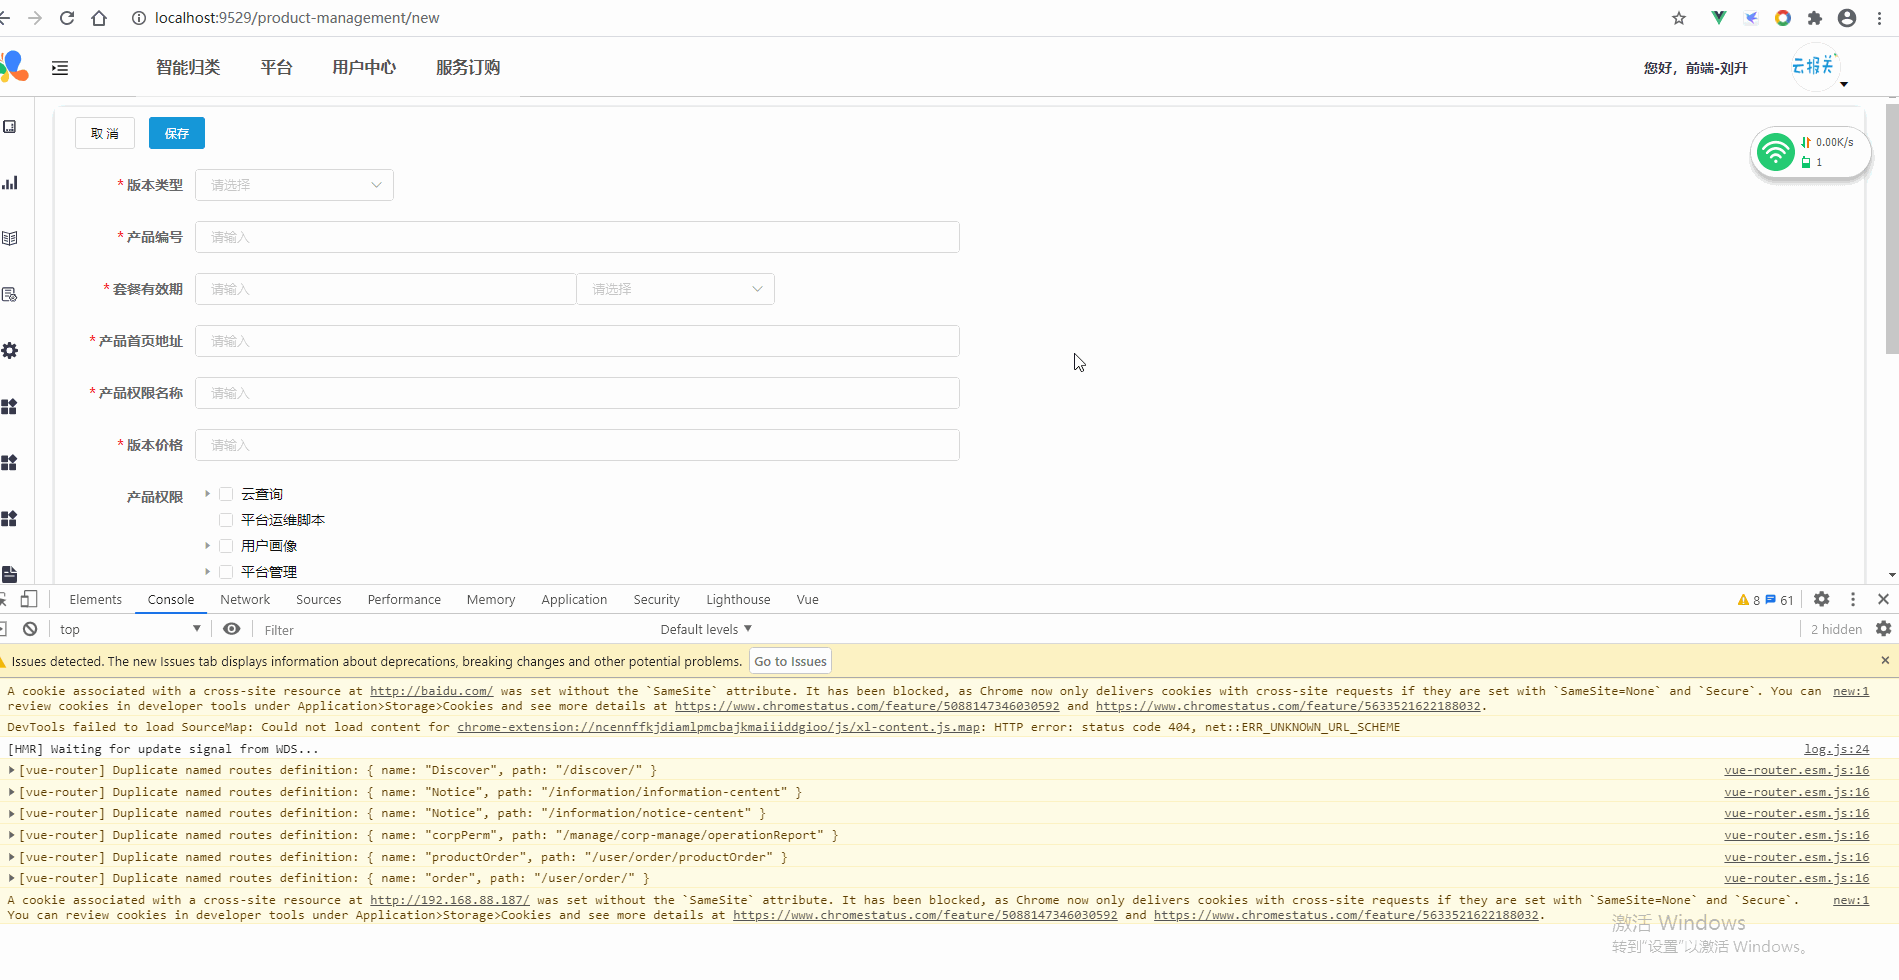 localhost:9529/product-management/new
智能归类 平台 用户中心 服务订购 您好，前端-刘升 云报关
取 消 保存
0.00K/s
1
*版本类型 请选择
*产品编号 请输入
*套餐有效期 请输入 请选择
*产品首页地址 请输入
*产品权限名称 请输入
*版本价格 请输入
产品权限 云查询
平台运维脚本
用户画像
平台管理
Elements Console Network Sources Performance Memory Application Security Lighthouse Vue 8 61
top Filter Default levels 2 hidden
Issues detected. The new Issues tab displays information about deprecations, breaking changes and other potential problems. Go to Issues
A cookie associated with a cross-site resource at http://baidu.com/ was set without the `SameSite` attribute. It has been blocked, as Chrome now only delivers cookies with cross-site requests if they are set with `SameSite=None` and `Secure`. You can new:1
review cookies in developer tools under Application>Storage>Cookies and see more details at https://www.chromestatus.com/feature/5088147346030592 and https://www.chromestatus.com/feature/5633521622188032.
DevTools failed to load SourceMap: Could not load content for chrome-extension://ncennffkjdiamlpmcbajkmaiiiddgioo/js/xl-content.js.map: HTTP error: status code 404, net::ERR_UNKNOWN_URL_SCHEME
[HMR] Waiting for update signal from WDS... log.js:24
[vue-router] Duplicate named routes definition: { name: "Discover", path: "/discover/" } vue-router.esm.js:16
[vue-router] Duplicate named routes definition: { name: "Notice", path: "/information/information-centent" } vue-router.esm.js:16
[vue-router] Duplicate named routes definition: { name: "Notice", path: "/information/notice-centent" } vue-router.esm.js:16
[vue-router] Duplicate named routes definition: { name: "corpPerm", path: "/manage/corp-manage/operationReport" } vue-router.esm.js:16
[vue-router] Duplicate named routes definition: { name: "productOrder", path: "/user/order/productOrder" } vue-router.esm.js:16
[vue-router] Duplicate named routes definition: { name: "order", path: "/user/order/" } vue-router.esm.js:16
A cookie associated with a cross-site resource at http://192.168.88.187/ was set without the `SameSite` attribute. It has been blocked, as Chrome now only delivers cookies with cross-site requests if they are set with `SameSite=None` and `Secure`. new:1
You can review cookies in developer tools under Application>Storage>Cookies and see more details at https://www.chromestatus.com/feature/5088147346030592 and https://www.chromestatus.com/feature/5633521622188032.
激活 Windows
转到“设置”以激活 Windows。